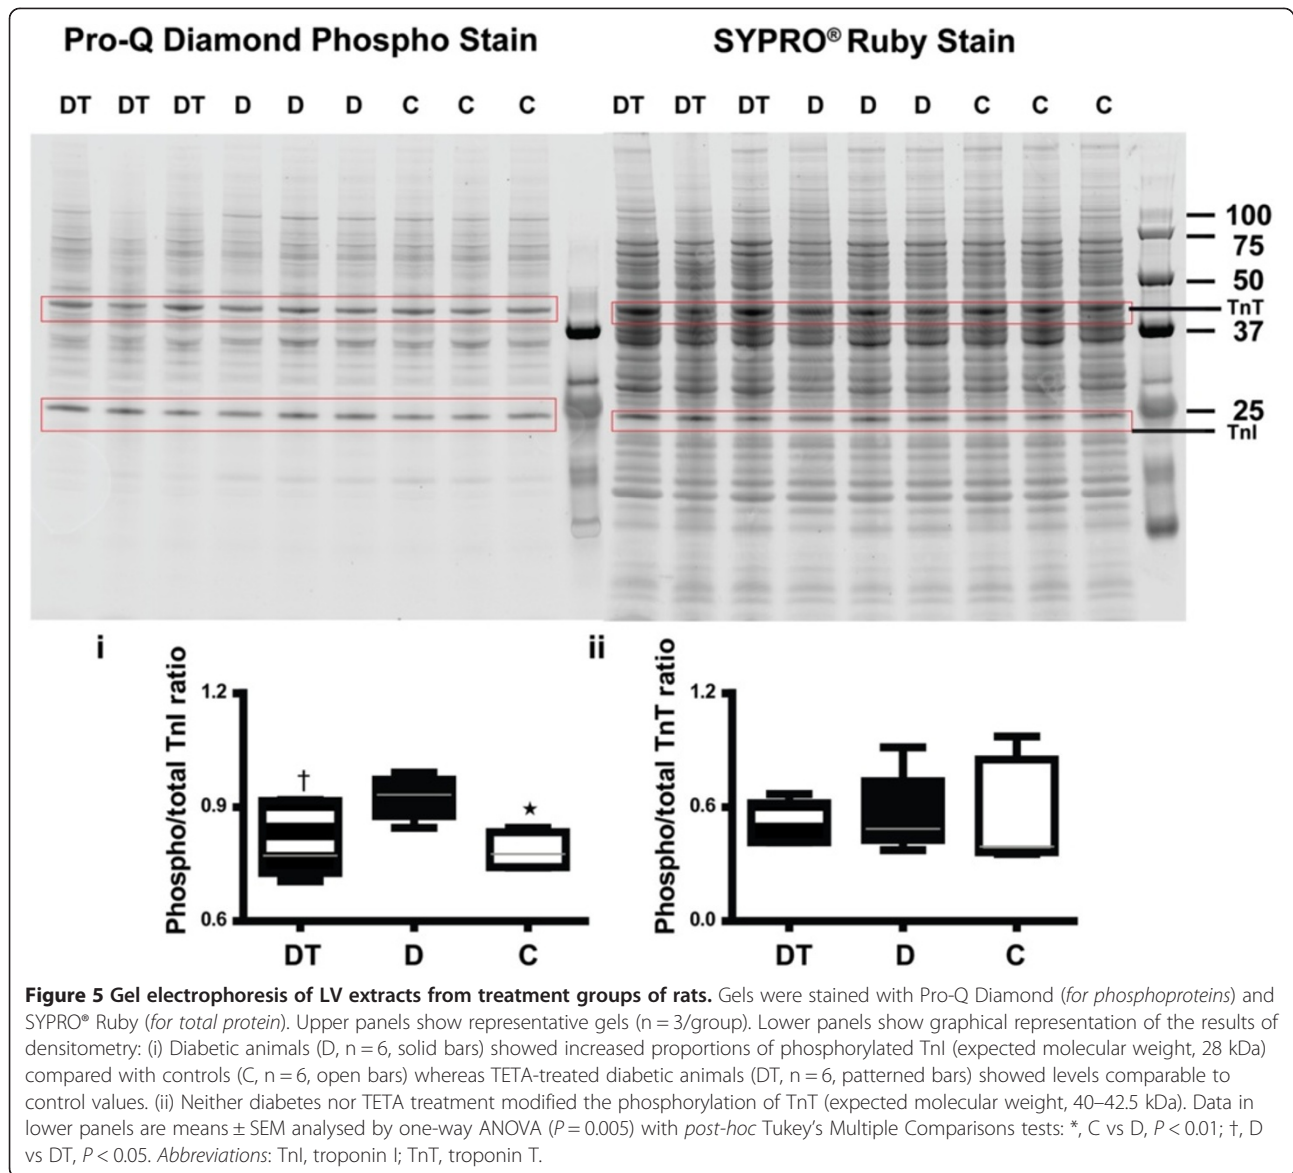 Pro-Q Diamond Phospho Stain
SYPRO® Ruby Stain
DT DT DT D D D C C C
DT DT DT D D D C C C
100
75
50
TnT
37
25
TnI
i
Phospho/total TnI ratio
1.2
0.9
0.6
†
★
DT D C
ii
Phospho/total TnT ratio
1.2
0.6
0.0
DT D C
Figure 5 Gel electrophoresis of LV extracts from treatment groups of rats. Gels were stained with Pro-Q Diamond (for phosphoproteins) and
SYPRO® Ruby (for total protein). Upper panels show representative gels (n = 3/group). Lower panels show graphical representation of the results of
densitometry: (i) Diabetic animals (D, n = 6, solid bars) showed increased proportions of phosphorylated TnI (expected molecular weight, 28 kDa)
compared with controls (C, n = 6, open bars) whereas TETA-treated diabetic animals (DT, n = 6, patterned bars) showed levels comparable to
control values. (ii) Neither diabetes nor TETA treatment modified the phosphorylation of TnT (expected molecular weight, 40–42.5 kDa). Data in
lower panels are means ± SEM analysed by one-way ANOVA (P = 0.005) with post-hoc Tukey's Multiple Comparisons tests: *, C vs D, P < 0.01; †, D
vs DT, P < 0.05. Abbreviations: TnI, troponin I; TnT, troponin T.